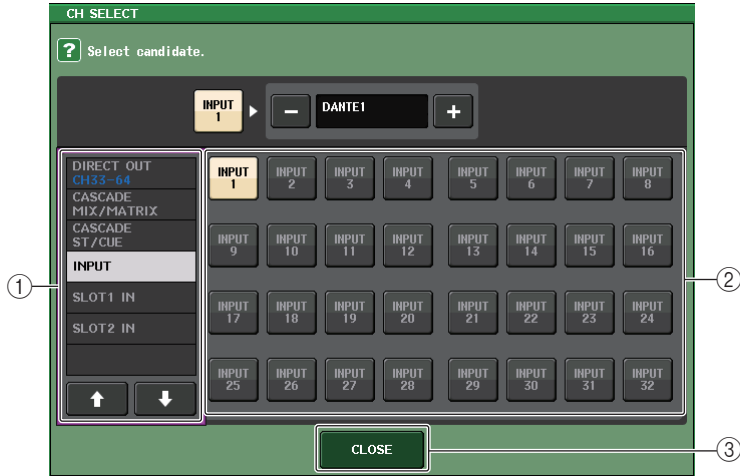 CH SELECT
? Select candidate.
INPUT 1 − DANTE1 +
DIRECT OUT
CH33-64
CASCADE
MIX/MATRIX
CASCADE
ST/CUE
INPUT
SLOT1 IN
SLOT2 IN
1
INPUT 1 INPUT 2 INPUT 3 INPUT 4 INPUT 5 INPUT 6 INPUT 7 INPUT 8
INPUT 9 INPUT 10 INPUT 11 INPUT 12 INPUT 13 INPUT 14 INPUT 15 INPUT 16
INPUT 17 INPUT 18 INPUT 19 INPUT 20 INPUT 21 INPUT 22 INPUT 23 INPUT 24
INPUT 25 INPUT 26 INPUT 27 INPUT 28 INPUT 29 INPUT 30 INPUT 31 INPUT 32
2
CLOSE
3